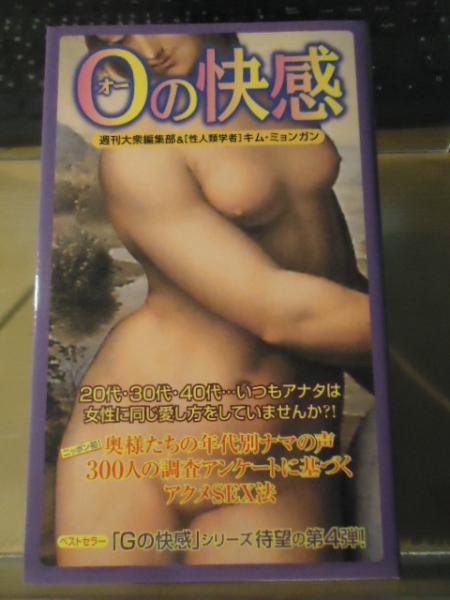 Oの快感
オー
週刊大衆編集部&[性人類学者]キム・ミョンガン
20代・30代・40代…いつもアナタは
女性に同じ愛し方をしていませんか?!
ニッポン初 奥様たちの年代別ナマの声
300人の調査アンケートに基づく
アクメSEX法
ベストセラー 「Gの快感」シリーズ待望の第4弾!